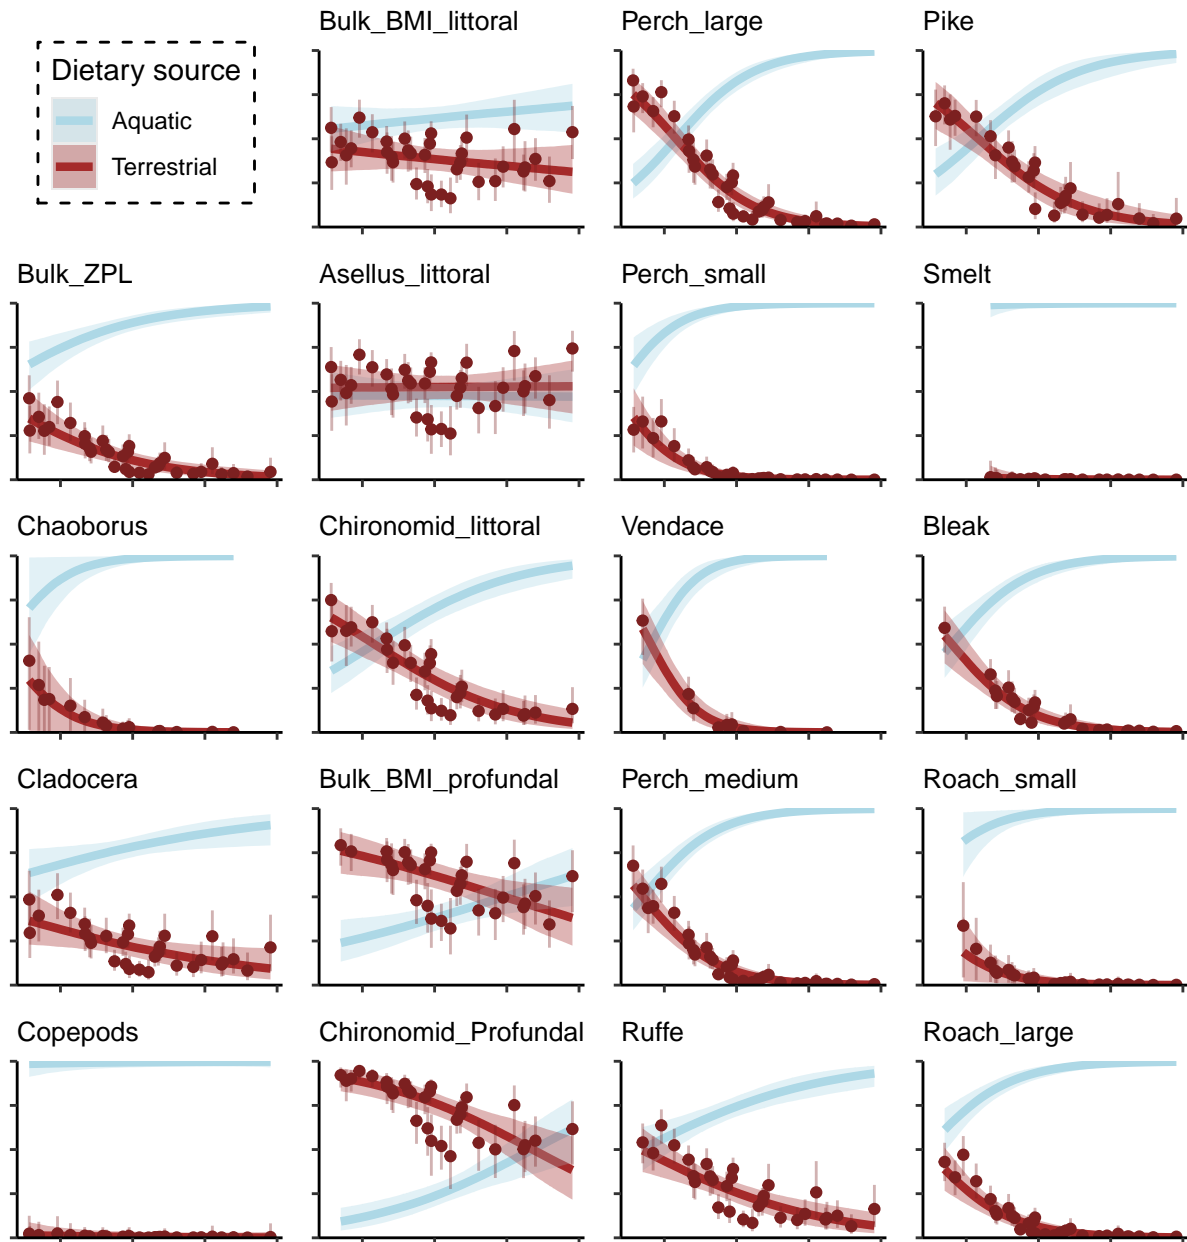 Bulk_BMI_littoral
Perch_large
Pike
Dietary source
Aquatic
Terrestrial
Bulk_ZPL
Asellus_littoral
Perch_small
Smelt
Chaoborus
Chironomid_littoral
Vendace
Bleak
Cladocera
Bulk_BMI_profundal
Perch_medium
Roach_small
Copepods
Chironomid_Profundal
Ruffe
Roach_large